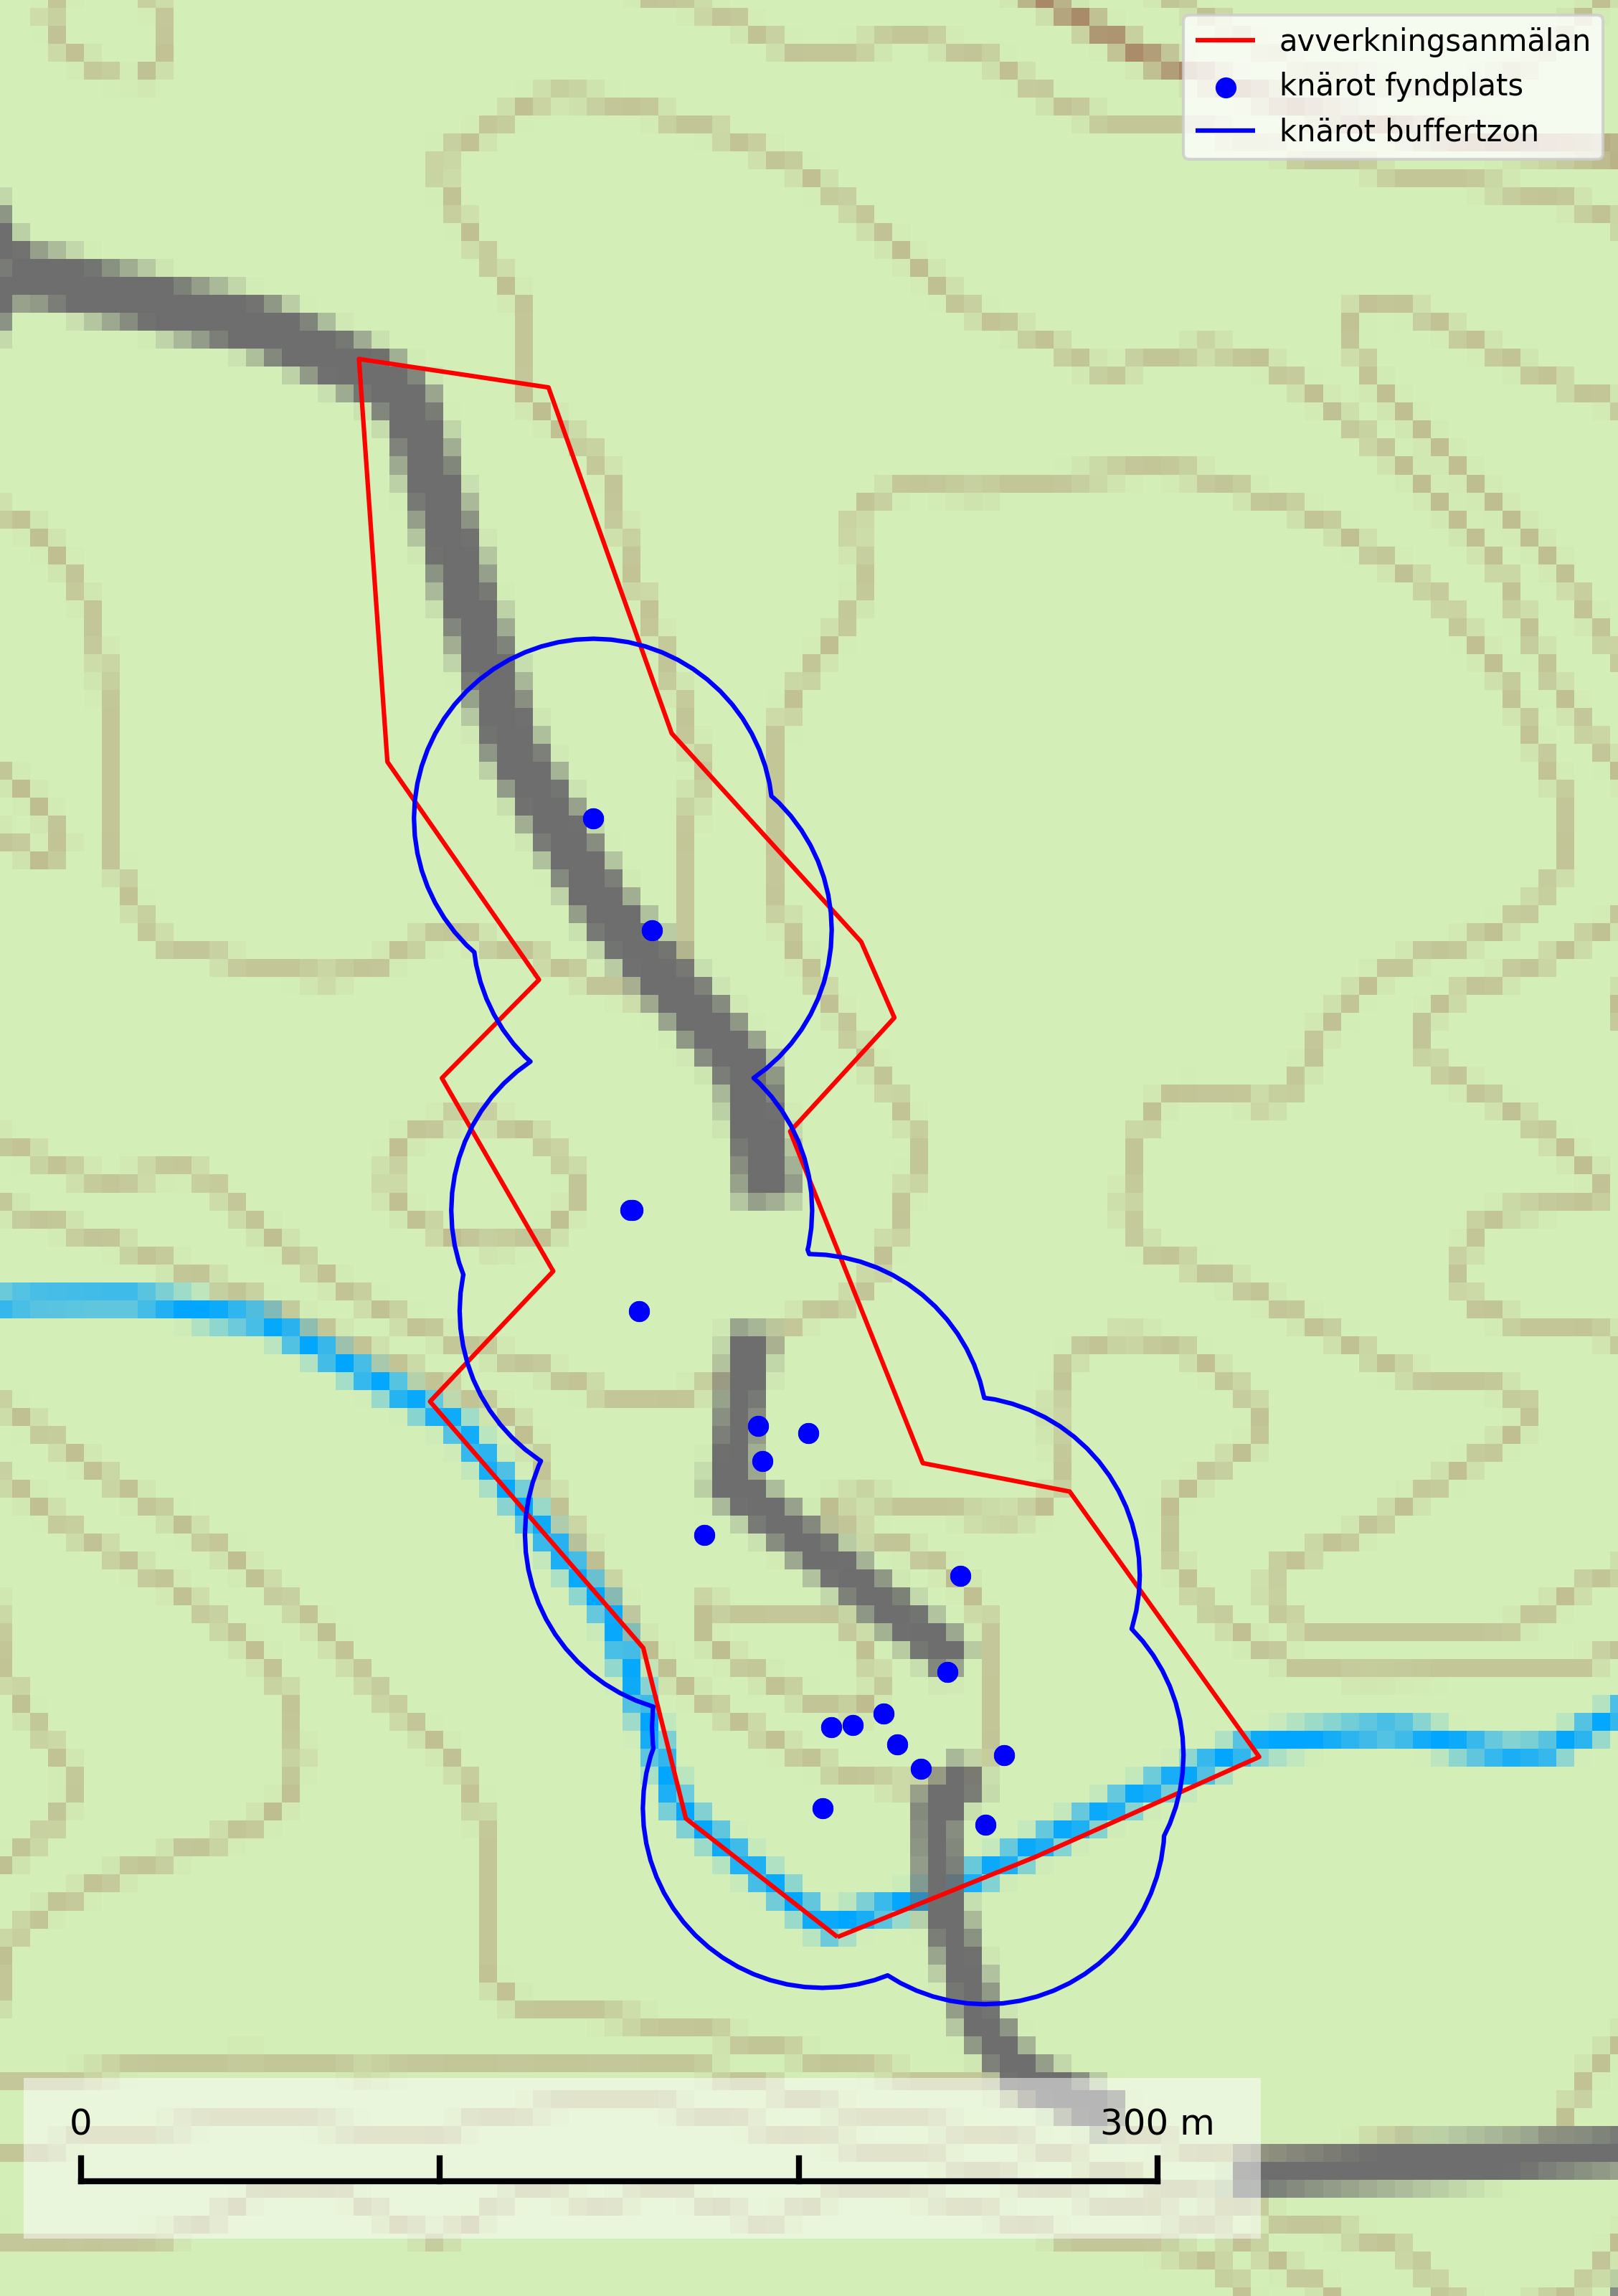 avverkningsanmälan
knärot fyndplats
knärot buffertzon
0
300 m